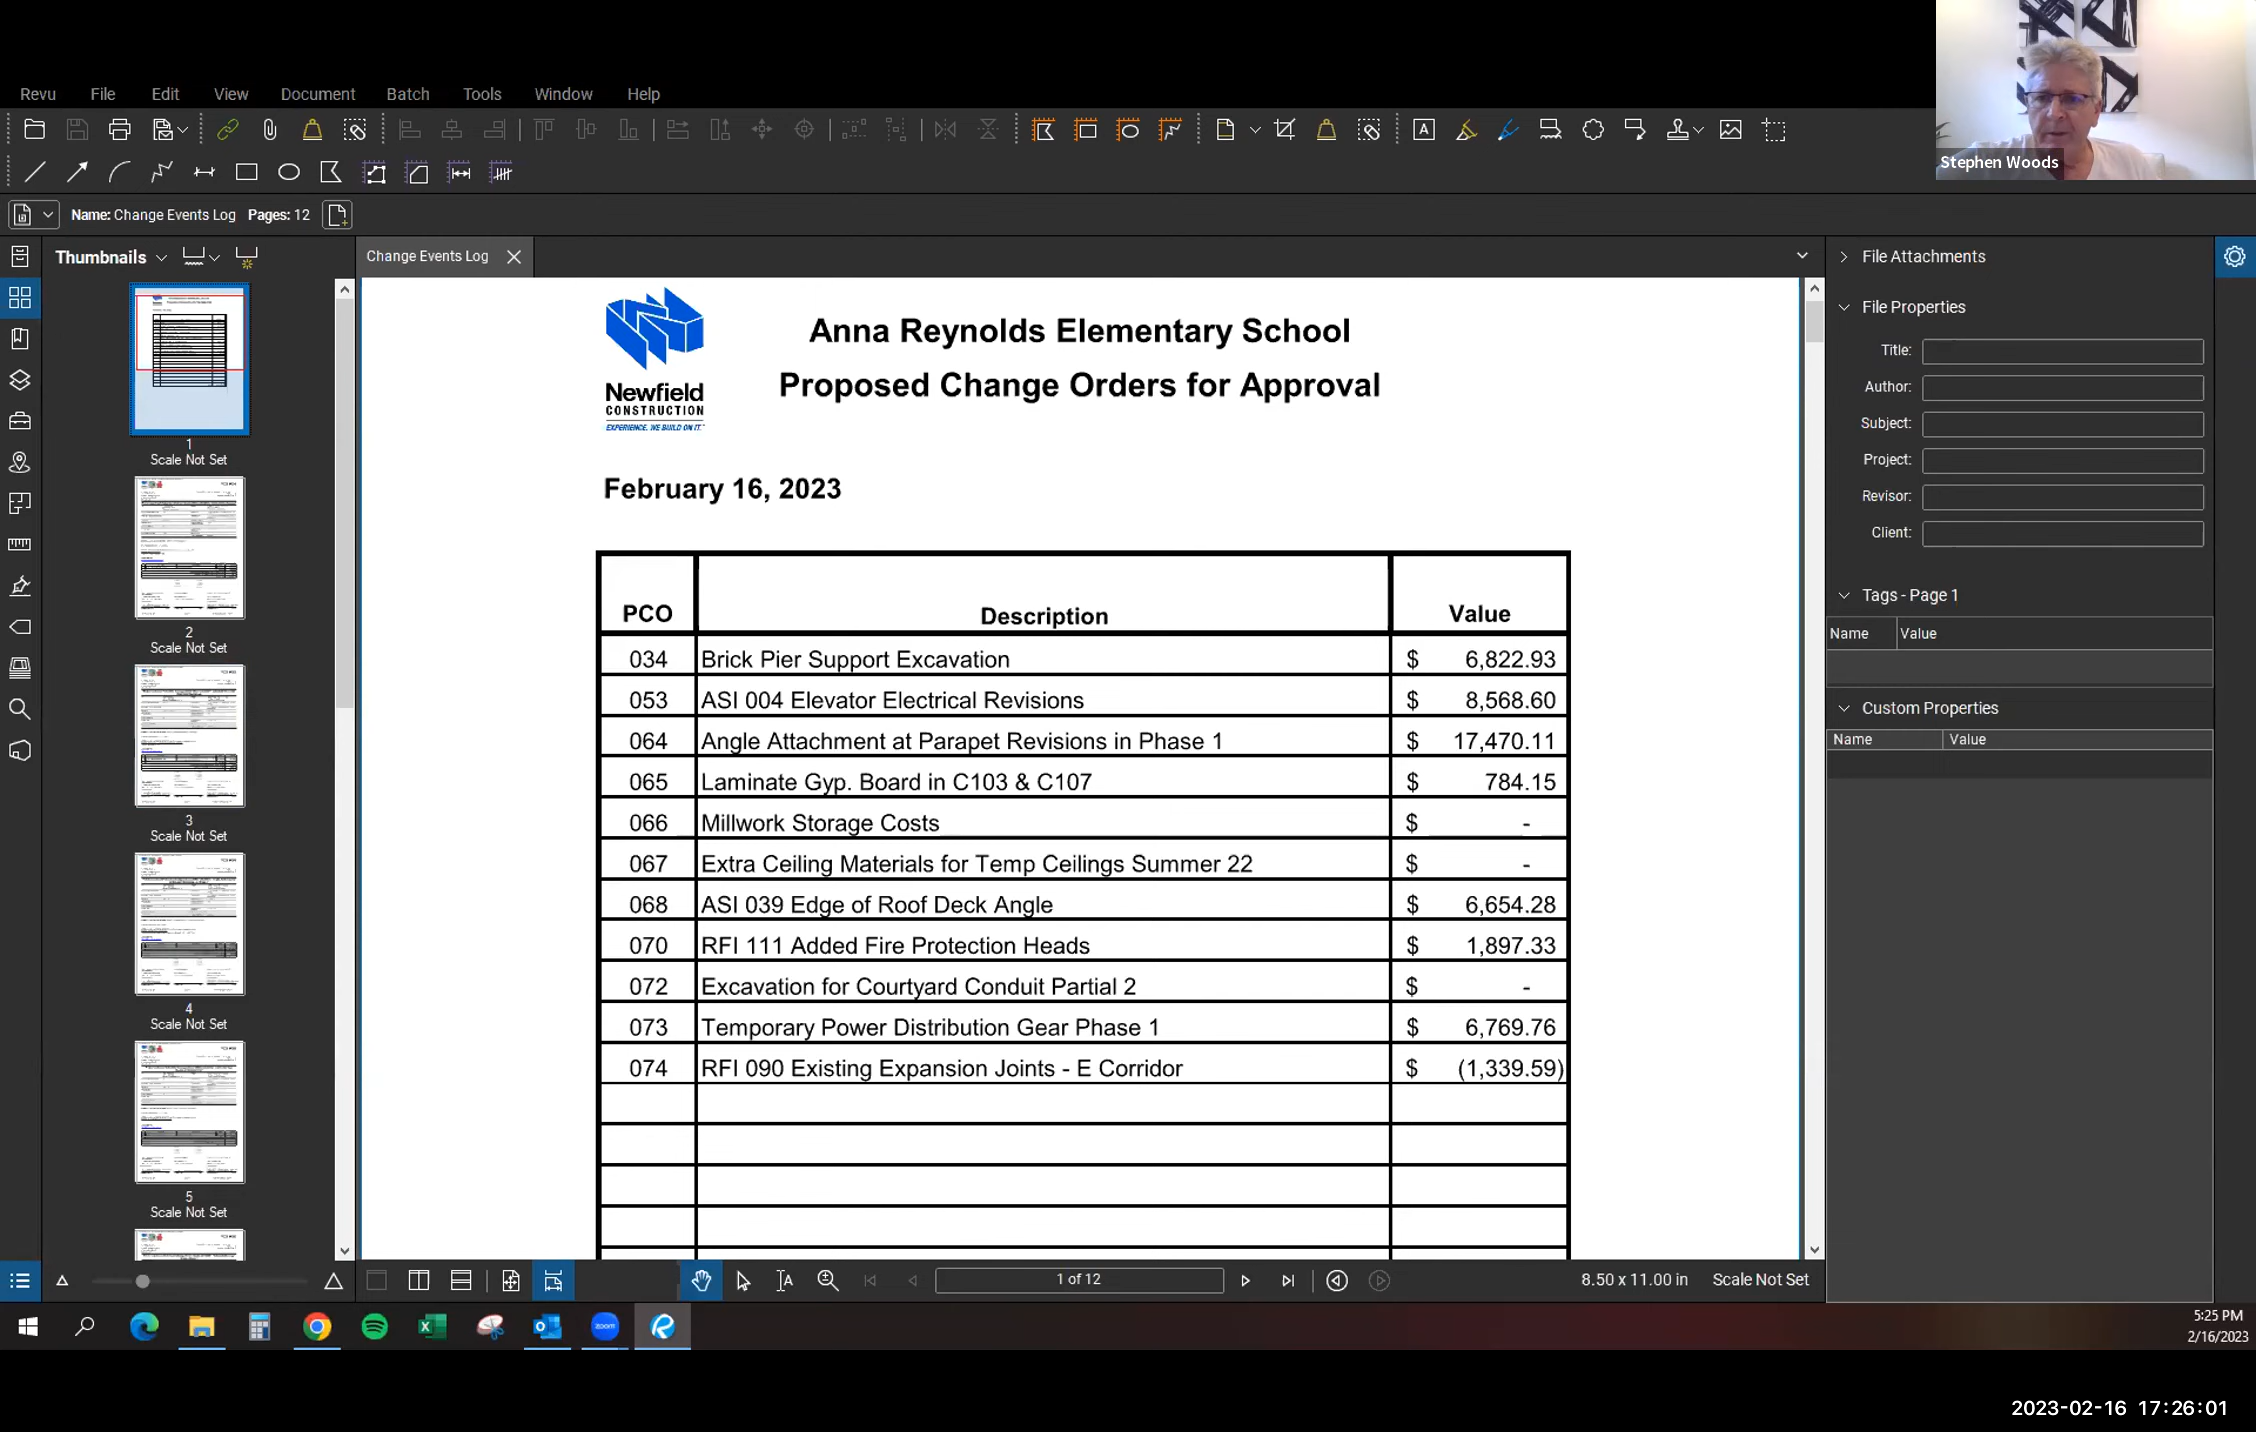 Revu File Edit View Document Batch Tools Window Help
Stephen Woods
Name: Change Events Log Pages: 12
Thumbnails
Change Events Log
File Attachments
File Properties
Title:
Author:
Subject:
Project:
Revisor:
Client:
Tags - Page 1
Name Value
Custom Properties
Name Value
1
Scale Not Set
2
Scale Not Set
3
Scale Not Set
4
Scale Not Set
5
Scale Not Set
Newfield
CONSTRUCTION
EXPERIENCE. WE BUILD ON IT.
Anna Reynolds Elementary School
Proposed Change Orders for Approval
February 16, 2023
PCO Description Value
034 Brick Pier Support Excavation $ 6,822.93
053 ASI 004 Elevator Electrical Revisions $ 8,568.60
064 Angle Attachment at Parapet Revisions in Phase 1 $ 17,470.11
065 Laminate Gyp. Board in C103 & C107 $ 784.15
066 Millwork Storage Costs $ -
067 Extra Ceiling Materials for Temp Ceilings Summer 22 $ -
068 ASI 039 Edge of Roof Deck Angle $ 6,654.28
070 RFI 111 Added Fire Protection Heads $ 1,897.33
072 Excavation for Courtyard Conduit Partial 2 $ -
073 Temporary Power Distribution Gear Phase 1 $ 6,769.76
074 RFI 090 Existing Expansion Joints - E Corridor $ (1,339.59)
1 of 12
8.50 x 11.00 in Scale Not Set
zoom
5:25 PM
2/16/2023
2023-02-16 17:26:01